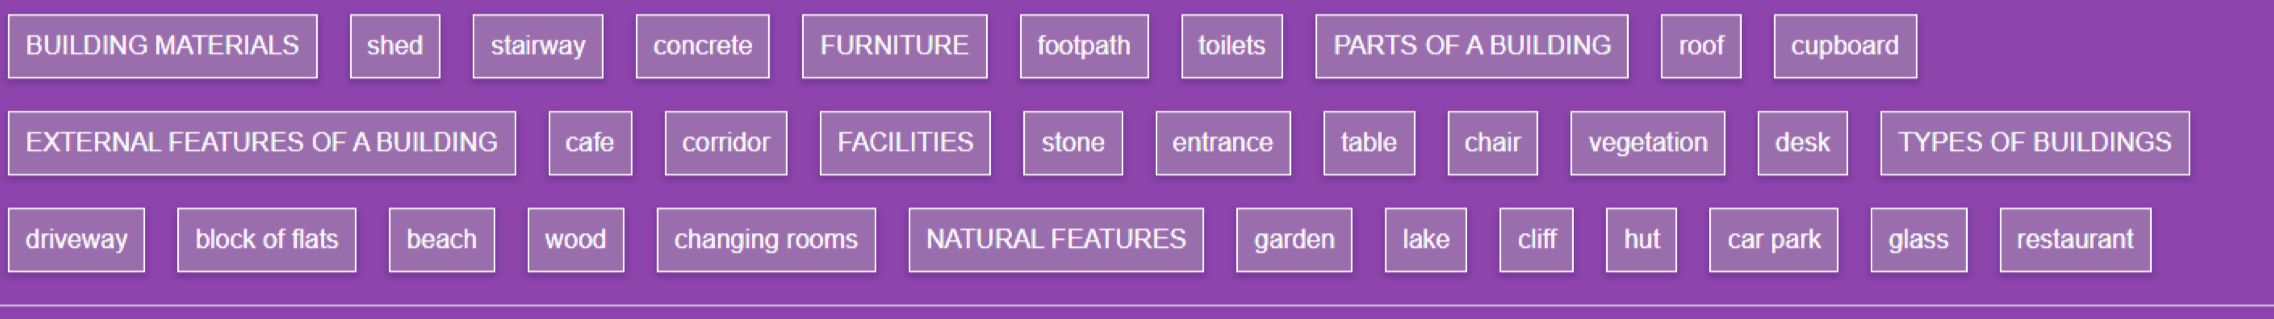 BUILDING MATERIALS shed stairway concrete FURNITURE footpath toilets PARTS OF A BUILDING roof cupboard
EXTERNAL FEATURES OF A BUILDING cafe corridor FACILITIES stone entrance table chair vegetation desk TYPES OF BUILDINGS
driveway block of flats beach wood changing rooms NATURAL FEATURES garden lake cliff hut car park glass restaurant